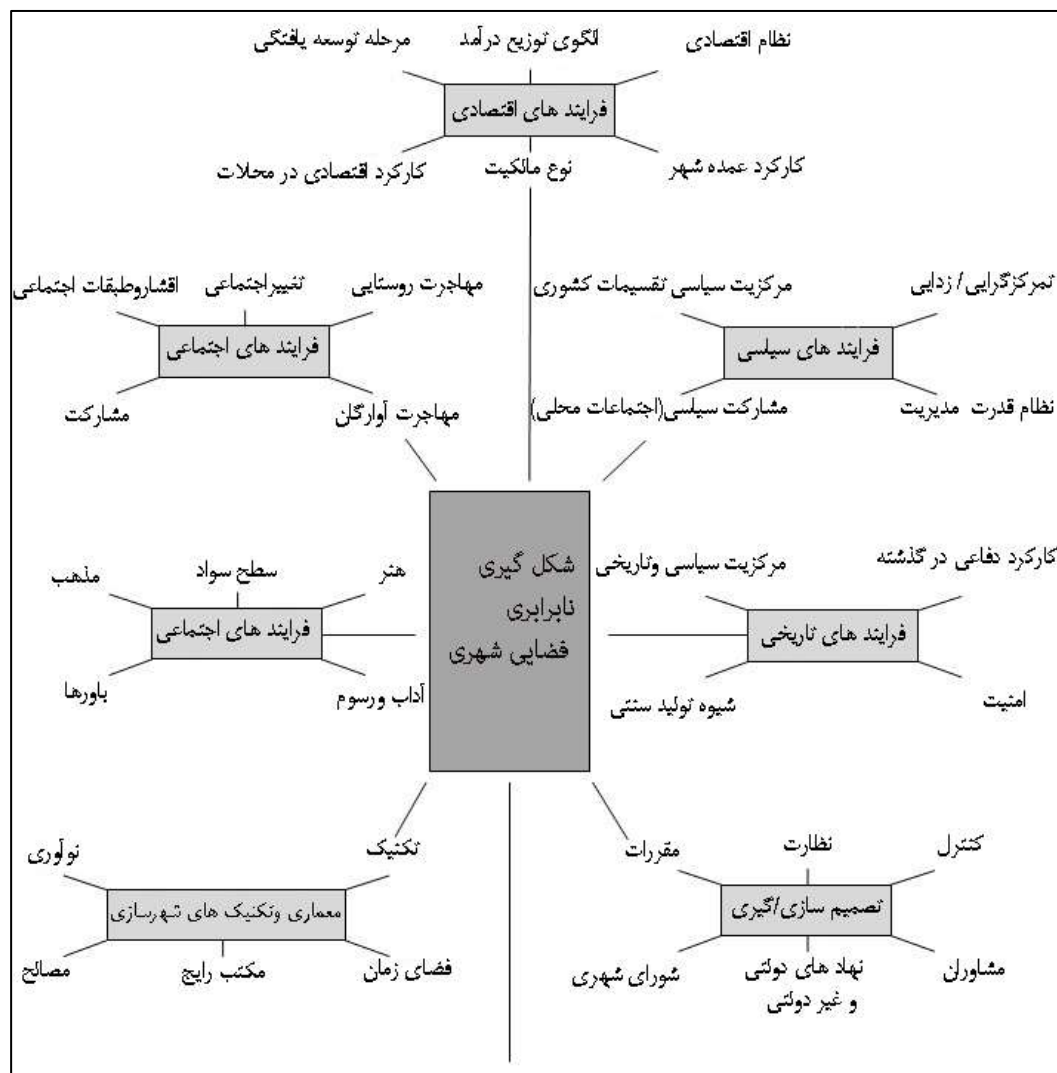 نظام اقتصادی
الگوی توزیع درآمد
مرحله توسعه یافتگی
فرایند های اقتصادی
کارکرد عمده شهر
نوع مالکیت
کارکرد اقتصادی در محلات
تمرکزگرایی/ زدایی
مرکزیت سیاسی تقسیمات کشوری
فرایند های سیاسی
نظام قدرت مدیریت
مشارکت سیاسی(اجتماعات محلی)
مهاجرت روستایی
تغییراجتماعی
اقشاروطبقات اجتماعی
فرایند های اجتماعی
مهاجرت آوارگان
مشارکت
شکل گیری
نابرابری
فضایی شهری
کارکرد دفاعی در گذشته
مرکزیت سیاسی وتاریخی
فرایند های تاریخی
امنیت
شیوه تولید سنتی
هنر
سطح سواد
مذهب
فرایند های اجتماعی
آداب ورسوم
باورها
کنترل
نظارت
مقررات
تصمیم سازی/گیری
مشاوران
نهاد های دولتی
و غیر دولتی
شورای شهری
تکنیک
نوآوری
معماری وتکنیک های شهرسازی
فضای زمان
مکتب رایج
مصالح